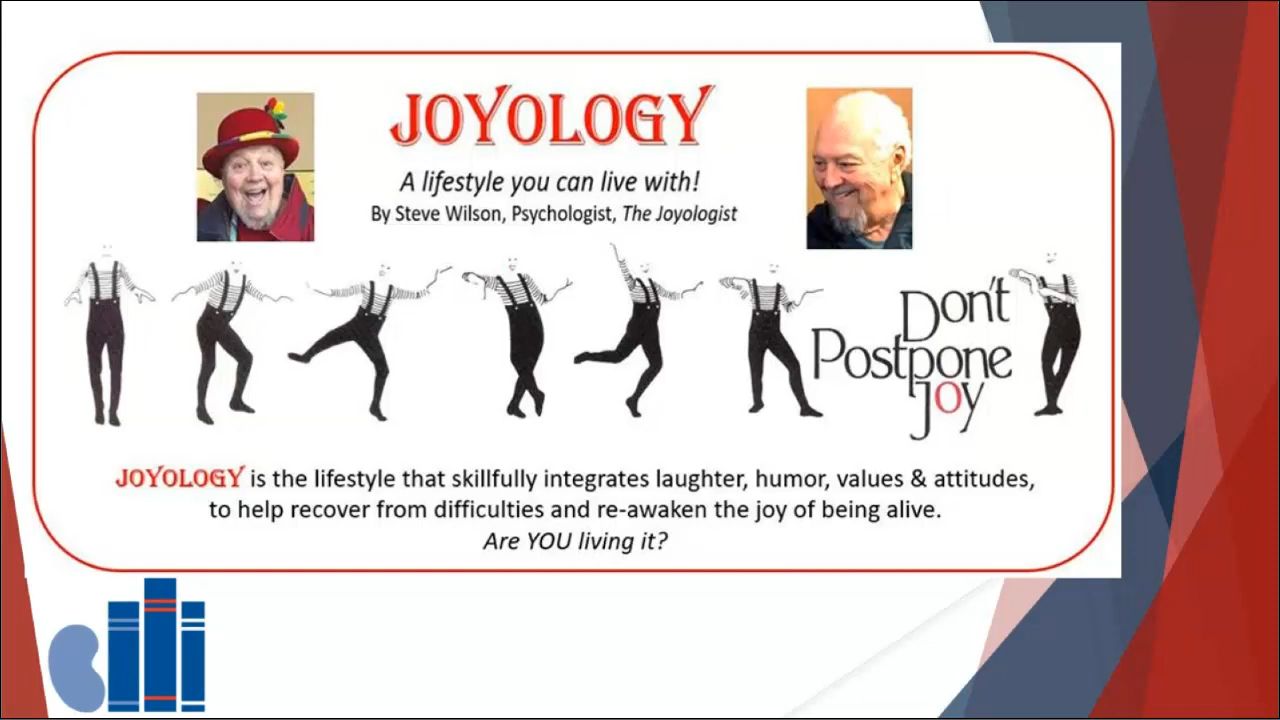 JOYOLOGY
A lifestyle you can live with!
By Steve Wilson, Psychologist, The Joyologist
Don't
Postpone
Joy
JOYOLOGY is the lifestyle that skillfully integrates laughter, humor, values & attitudes,
to help recover from difficulties and re-awaken the joy of being alive.
Are YOU living it?